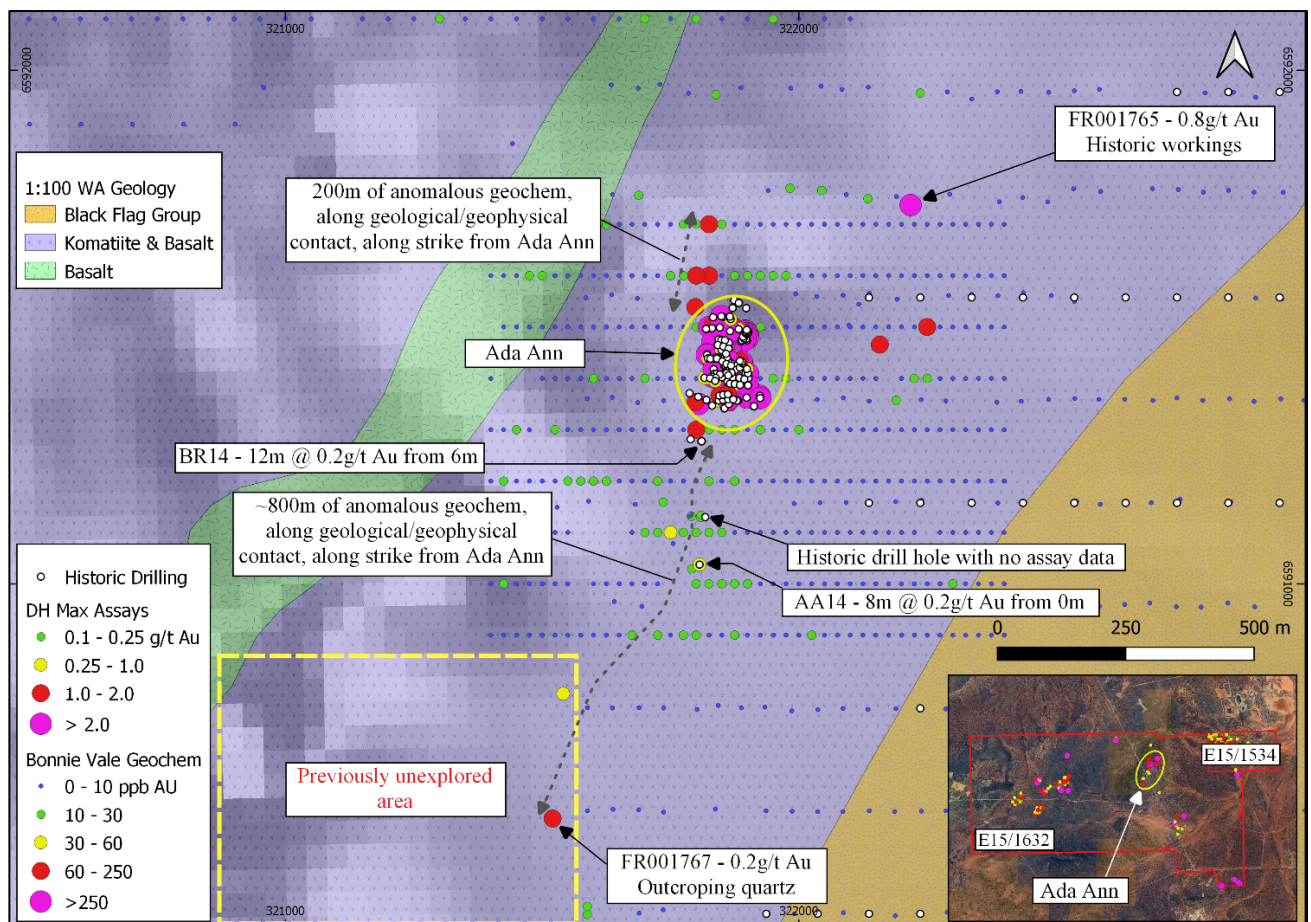 321000
322000
6592000
6592000
FR001765 - 0.8g/t Au
Historic workings
1:100 WA Geology
Black Flag Group
Komatiite & Basalt
Basalt
200m of anomalous geochem,
along geological/geophysical
contact, along strike from Ada Ann
Ada Ann
BR14 - 12m @ 0.2g/t Au from 6m
~800m of anomalous geochem,
along geological/geophysical
contact, along strike from Ada Ann
Historic drill hole with no assay data
AA14 - 8m @ 0.2g/t Au from 0m
6591000
6591000
0 250 500 m
Historic Drilling
DH Max Assays
0.1 - 0.25 g/t Au
0.25 - 1.0
1.0 - 2.0
> 2.0
Bonnie Vale Geochem
0 - 10 ppb AU
10 - 30
30 - 60
60 - 250
>250
Previously unexplored
area
FR001767 - 0.2g/t Au
Outcroping quartz
E15/1534
E15/1632
Ada Ann
321000
322000